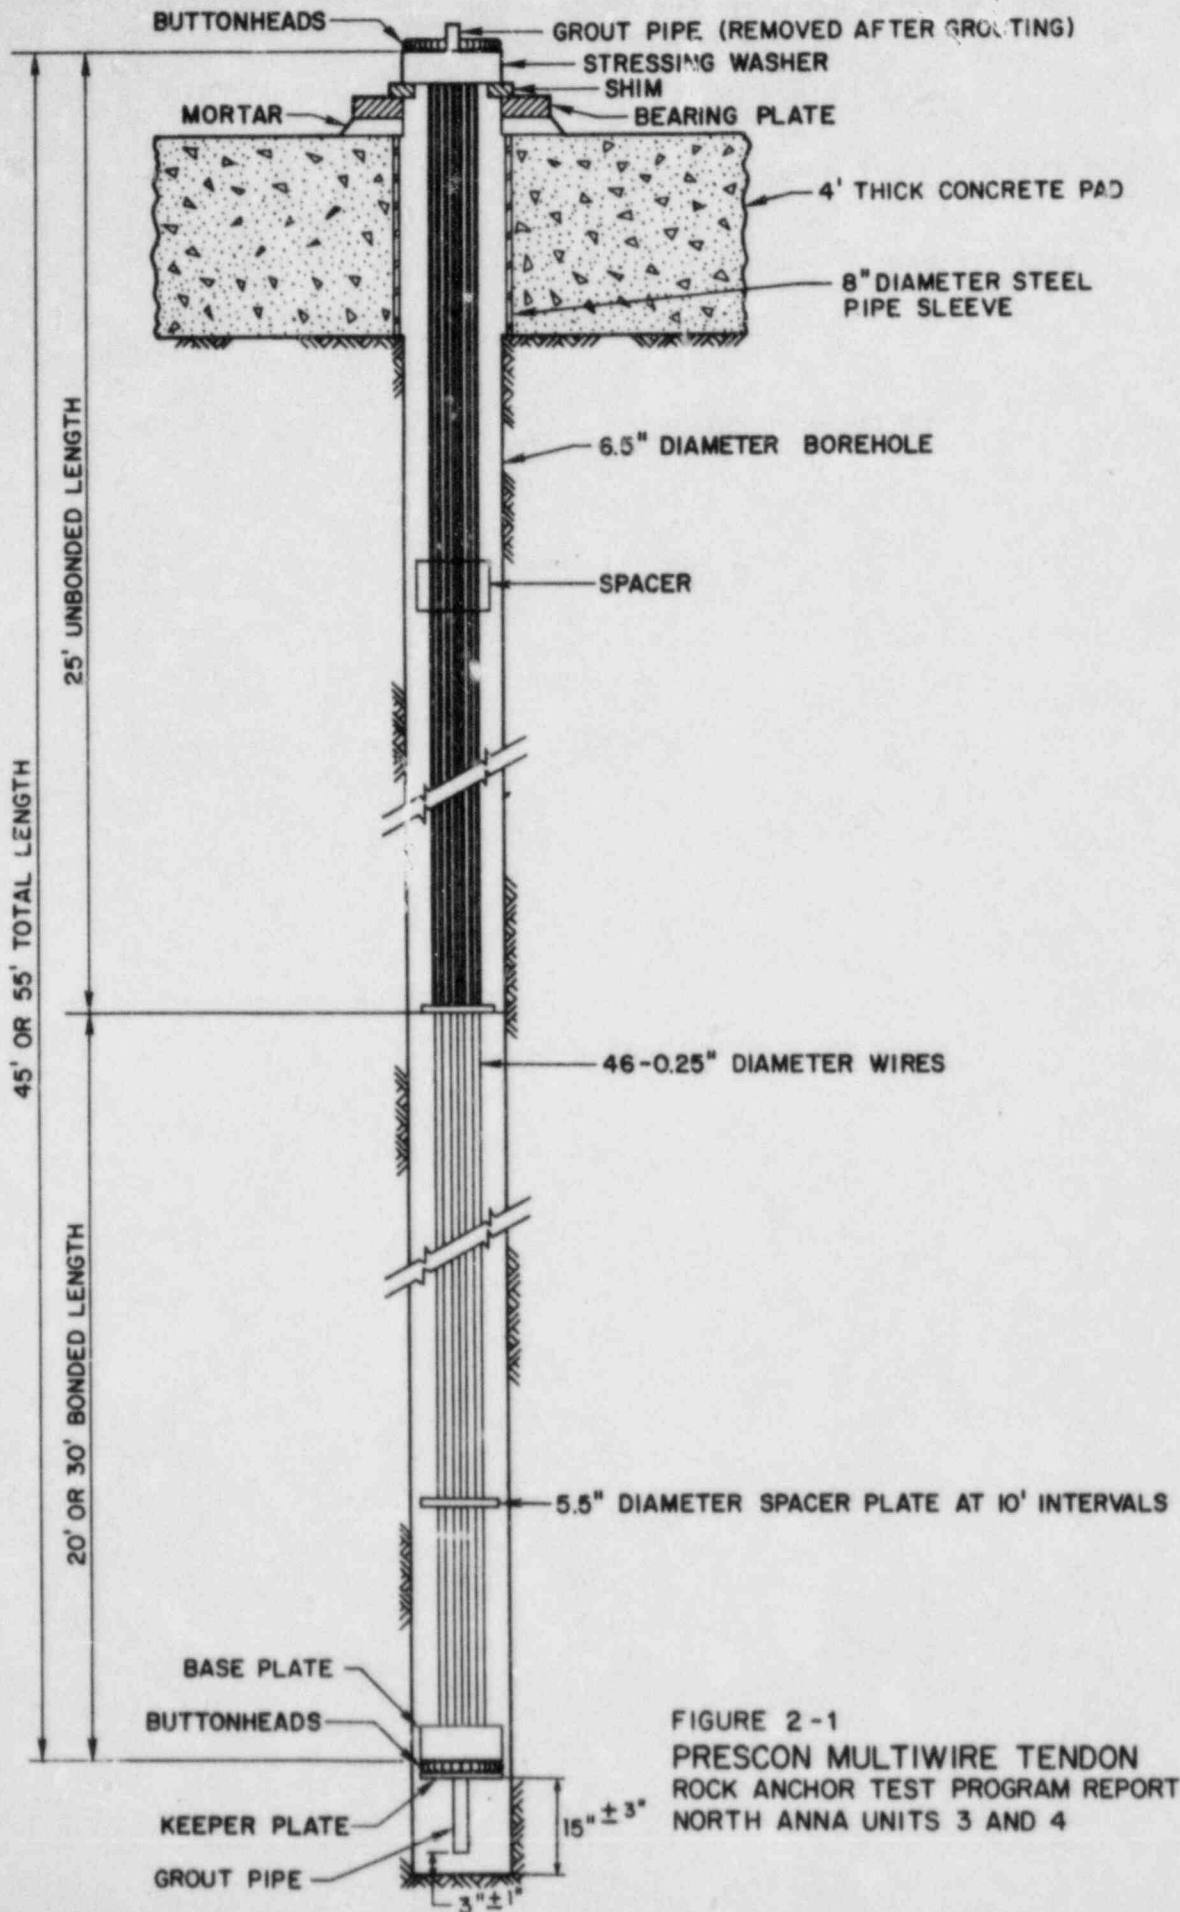 BUTTONHEADS
GROUT PIPE (REMOVED AFTER GROUTING)
STRESSING WASHER
SHIM
MORTAR
BEARING PLATE
4' THICK CONCRETE PAD
8" DIAMETER STEEL
PIPE SLEEVE
25' UNBONDED LENGTH
6.5" DIAMETER BOREHOLE
SPACER
45' OR 55' TOTAL LENGTH
46-0.25" DIAMETER WIRES
20' OR 30' BONDED LENGTH
5.5" DIAMETER SPACER PLATE AT 10' INTERVALS
BASE PLATE
BUTTONHEADS
KEEPER PLATE
GROUT PIPE
15" ± 3"
3" ± 1"
FIGURE 2-1
PRESCON MULTIWIRE TENDON
ROCK ANCHOR TEST PROGRAM REPORT
NORTH ANNA UNITS 3 AND 4